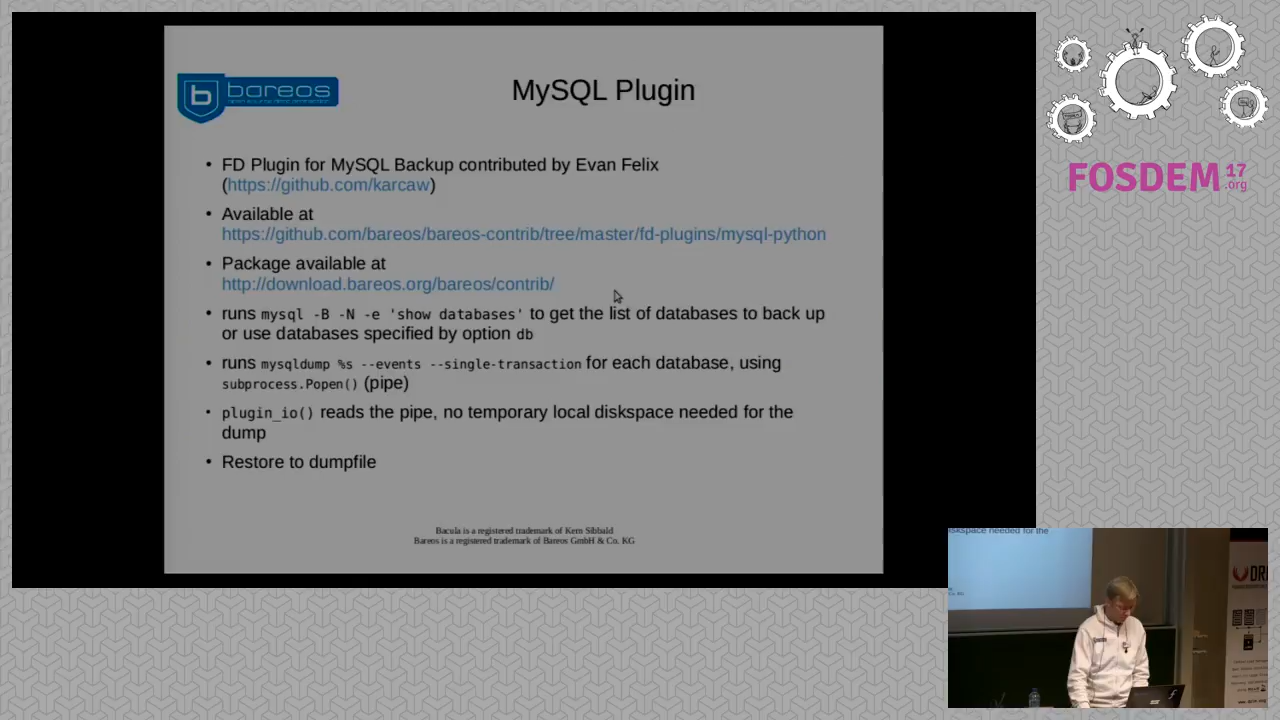 bareos
MySQL Plugin
• FD Plugin for MySQL Backup contributed by Evan Felix
(https://github.com/karcaw)
• Available at
https://github.com/bareos/bareos-contrib/tree/master/fd-plugins/mysql-python
• Package available at
http://download.bareos.org/bareos/contrib/
• runs mysql -B -N -e 'show databases' to get the list of databases to back up
or use databases specified by option db
• runs mysqldump %s --events --single-transaction for each database, using
subprocess.Popen() (pipe)
• plugin_io() reads the pipe, no temporary local diskspace needed for the
dump
• Restore to dumpfile
Bacula is a registered trademark of Kern Sibbald
Bareos is a registered trademark of Bareos GmbH & Co. KG
FOSDEM 17
.org
diskspace needed for the